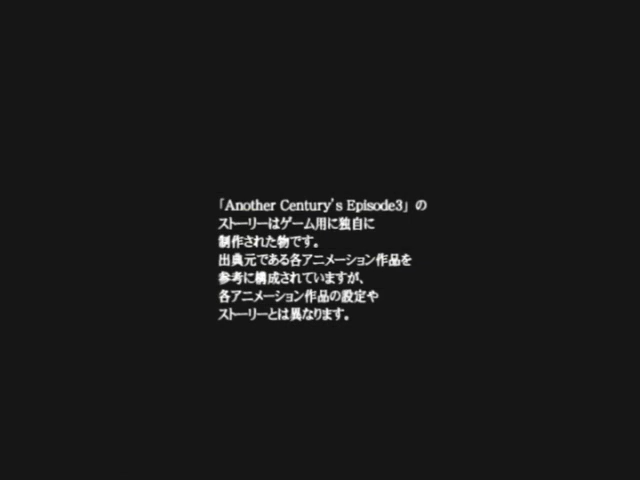 「Another Century's Episode3」の
ストーリーはゲーム用に独自に
制作された物です。
出典元である各アニメーション作品を
参考に構成されていますが、
各アニメーション作品の設定や
ストーリーとは異なります。